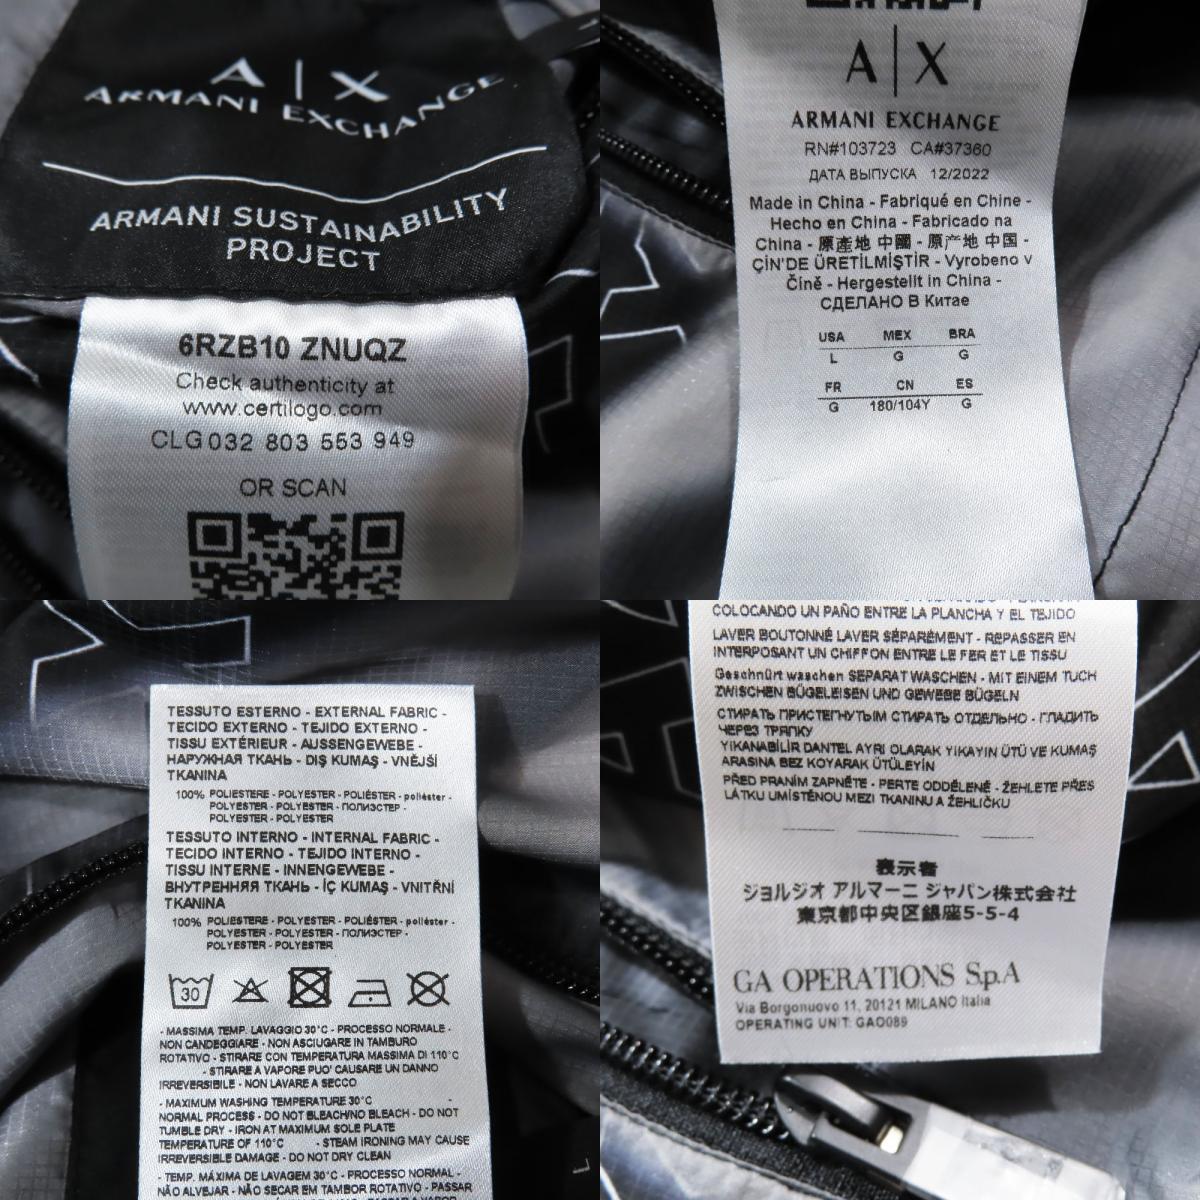 A|X
ARMANI EXCHANGE
ARMANI SUSTAINABILITY
PROJECT
6RZB10 ZNUQZ
Check authenticity at
www.certilogo.com
CLG 032 803 553 949
OR SCAN
A|X
ARMANI EXCHANGE
RN#103723 CA#37360
ДАТА ВЫПУСКА 12/2022
Made in China - Fabriqué en Chine -
Hecho en China - Fabricado na
China - 原產地 中國 - 原产地 中国 -
ÇİN'DE ÜRETİLMİŞTİR - Vyrobeno v
Číně - Hergestellt in China -
СДЕЛАНО В Китае
USA MEX BRA
L G G
FR CN ES
G 180/104Y G
TESSUTO ESTERNO - EXTERNAL FABRIC -
TECIDO EXTERNO - TEJIDO EXTERNO -
TISSU EXTÉRIEUR - AUSSENGEWEBE -
НАРУЖНАЯ ТКАНЬ - DIŞ KUMAŞ - VNĚJŠÍ
TKANINA
100% POLIESTERE - POLYESTER - POLIÉSTER - poliéster -
POLYESTER - POLYESTER - ПОЛИЭСТЕР -
POLYESTER - POLYESTER
TESSUTO INTERNO - INTERNAL FABRIC -
TECIDO INTERNO - TEJIDO INTERNO -
TISSU INTERNE - INNENGEWEBE -
ВНУТРЕННЯЯ ТКАНЬ - İÇ KUMAŞ - VNITŘNÍ
TKANINA
100% POLIESTERE - POLYESTER - POLIÉSTER - poliéster -
POLYESTER - POLYESTER - ПОЛИЭСТЕР -
POLYESTER - POLYESTER
30
- MASSIMA TEMP. LAVAGGIO 30°C - PROCESSO NORMALE -
NON CANDEGGIARE - NON ASCIUGARE IN TAMBURO
ROTATIVO - STIRARE CON TEMPERATURA MASSIMA DI 110°C
- STIRARE A VAPORE PUO' CAUSARE UN DANNO
IRREVERSIBILE - NON LAVARE A SECCO
- MAXIMUM WASHING TEMPERATURE 30°C -
NORMAL PROCESS - DO NOT BLEACH/NO BLEACH - DO NOT
TUMBLE DRY - IRON AT MAXIMUM SOLE PLATE
TEMPERATURE OF 110°C - STEAM IRONING MAY CAUSE
IRREVERSIBLE DAMAGE - DO NOT DRY CLEAN
- TEMP. MÁXIMA DE LAVAGEM 30°C - PROCESSO NORMAL -
NÃO ALVEJAR - NÃO SECAR EM TAMBOR ROTATIVO - PASSAR
COLOCANDO UN PAÑO ENTRE LA PLANCHA Y EL TEJIDO
LAVER BOUTONNÉ LAVER SÉPARÉMENT - REPASSER EN
INTERPOSANT UN CHIFFON ENTRE LE FER ET LE TISSU
Geschnürt waschen SEPARAT WASCHEN - MIT EINEM TUCH
ZWISCHEN BÜGELEISEN UND GEWEBE BÜGELN
СТИРАТЬ ПРИСТЕГНУТЫМ СТИРАТЬ ОТДЕЛЬНО - ГЛАДИТЬ
ЧЕРЕЗ ТРЯПКУ
YIKANABİLİR DANTEL AYRI OLARAK YIKAYIN ÜTÜ VE KUMAŞ
ARASINA BEZ KOYARAK ÜTÜLEYİN
PŘED PRANÍM ZAPNĚTE - PERTE ODDĚLENĚ - ŽEHLETE PŘES
LÁTKU UMÍSTĚNOU MEZI TKANINU A ŽEHLIČKU
表示者
ジョルジオ アルマーニ ジャパン株式会社
東京都中央区銀座5-5-4
GA OPERATIONS S.p.A
Via Borgonuovo 11, 20121 MILANO Italia
OPERATING UNIT: GAO089